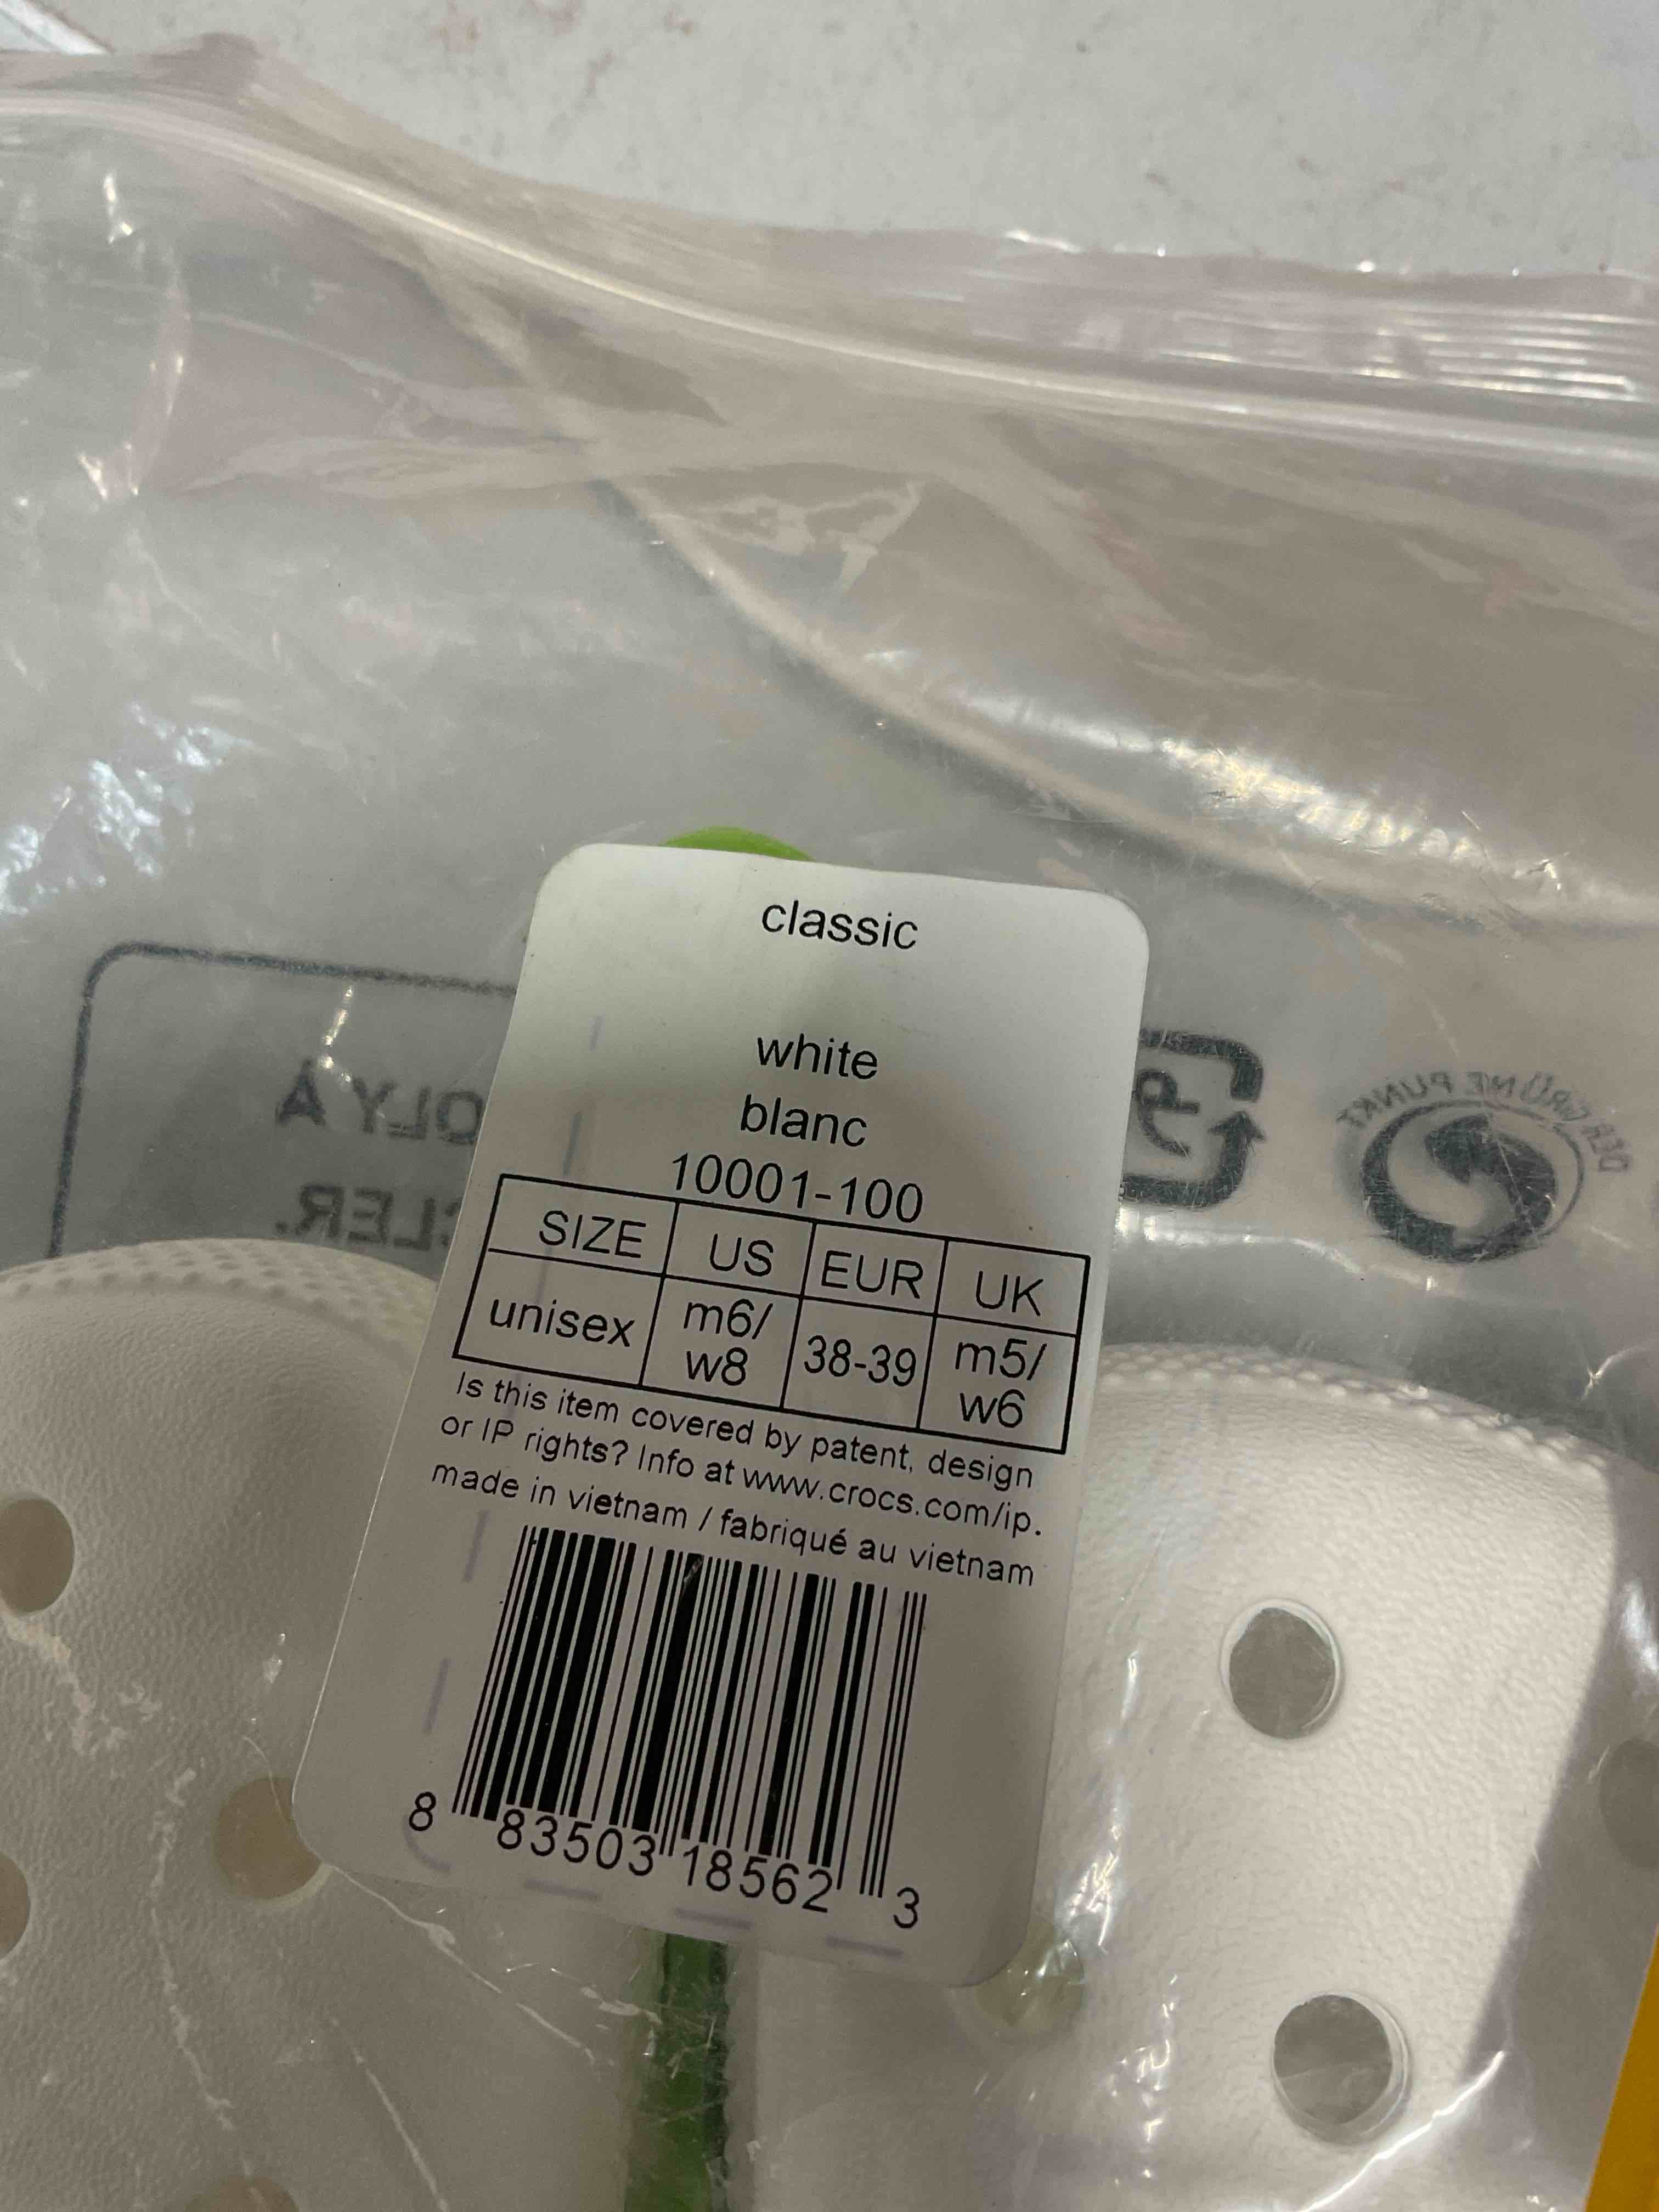 classic
white
blanc
10001-100
SIZE US EUR UK
unisex m6/ w8 38-39 m5/ w6
Is this item covered by patent, design
or IP rights? Info at www.crocs.com/ip.
made in vietnam / fabriqué au vietnam
8 83503 18562 3
OLY A
LER.
DER GRÜNE PUNKT